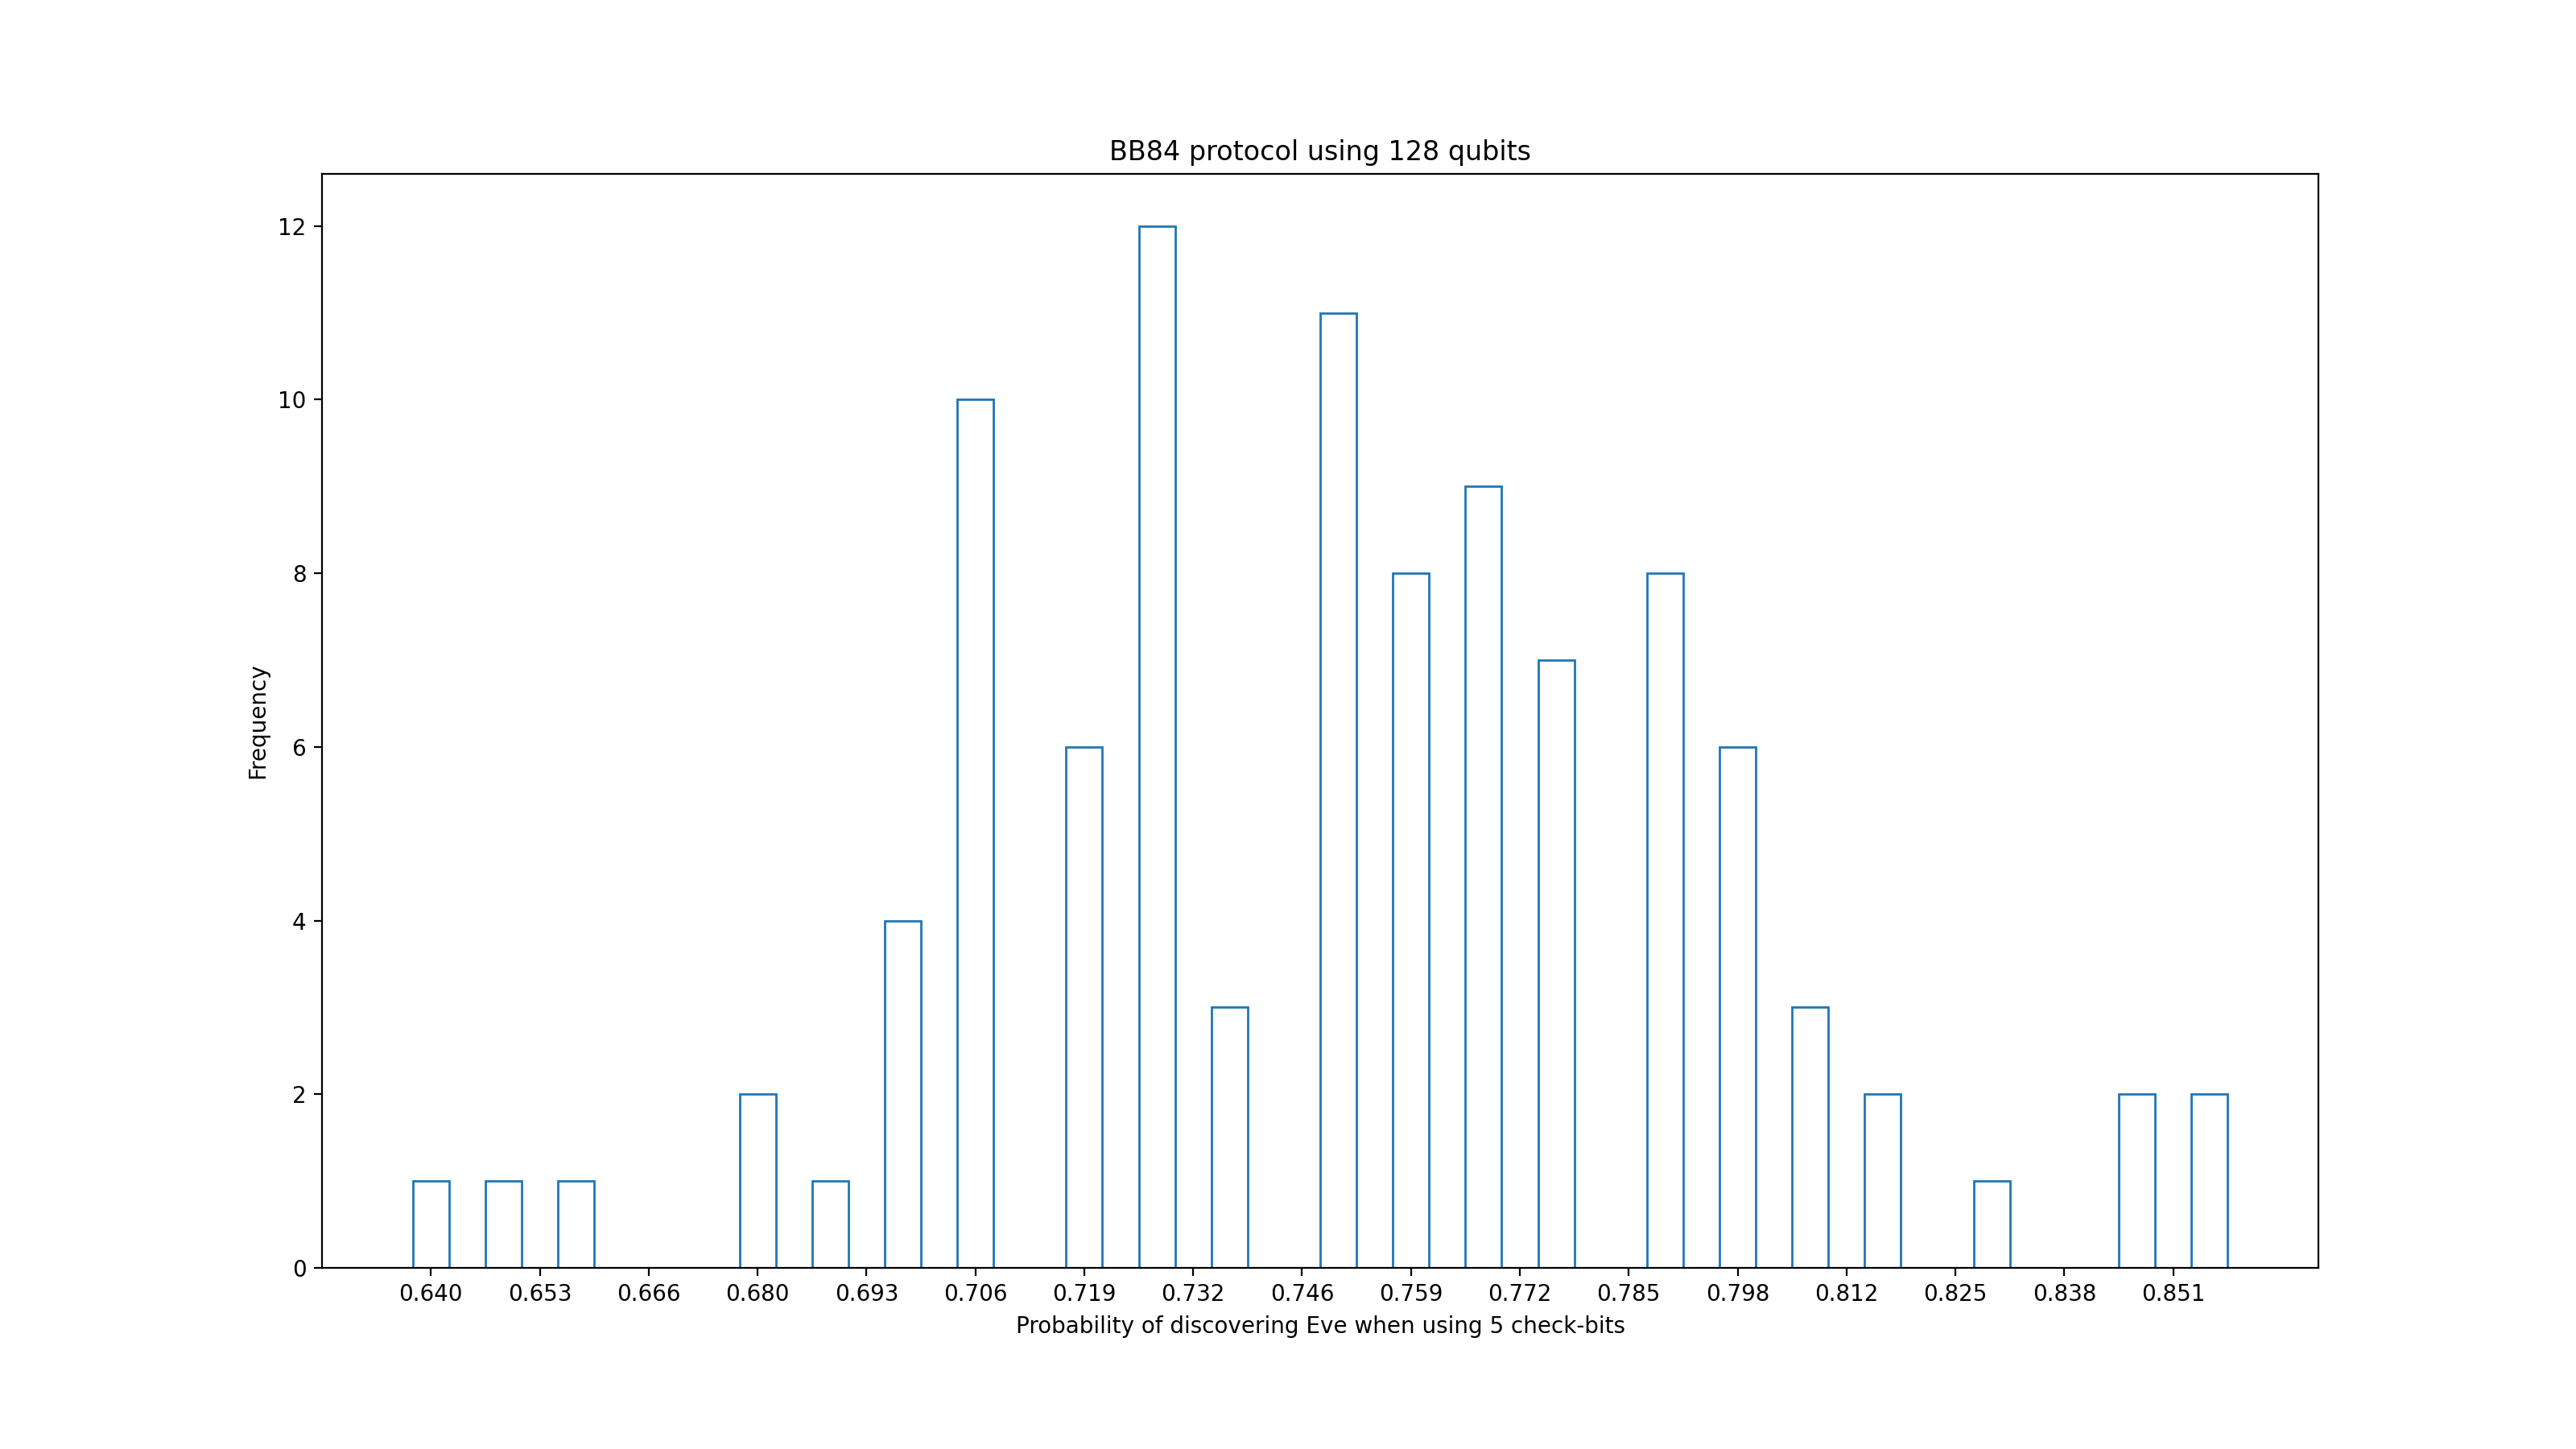 BB84 protocol using 128 qubits
12
10
8
6
4
2
0
Frequency
0.640 0.653 0.666 0.680 0.693 0.706 0.719 0.732 0.746 0.759 0.772 0.785 0.798 0.812 0.825 0.838 0.851
Probability of discovering Eve when using 5 check-bits